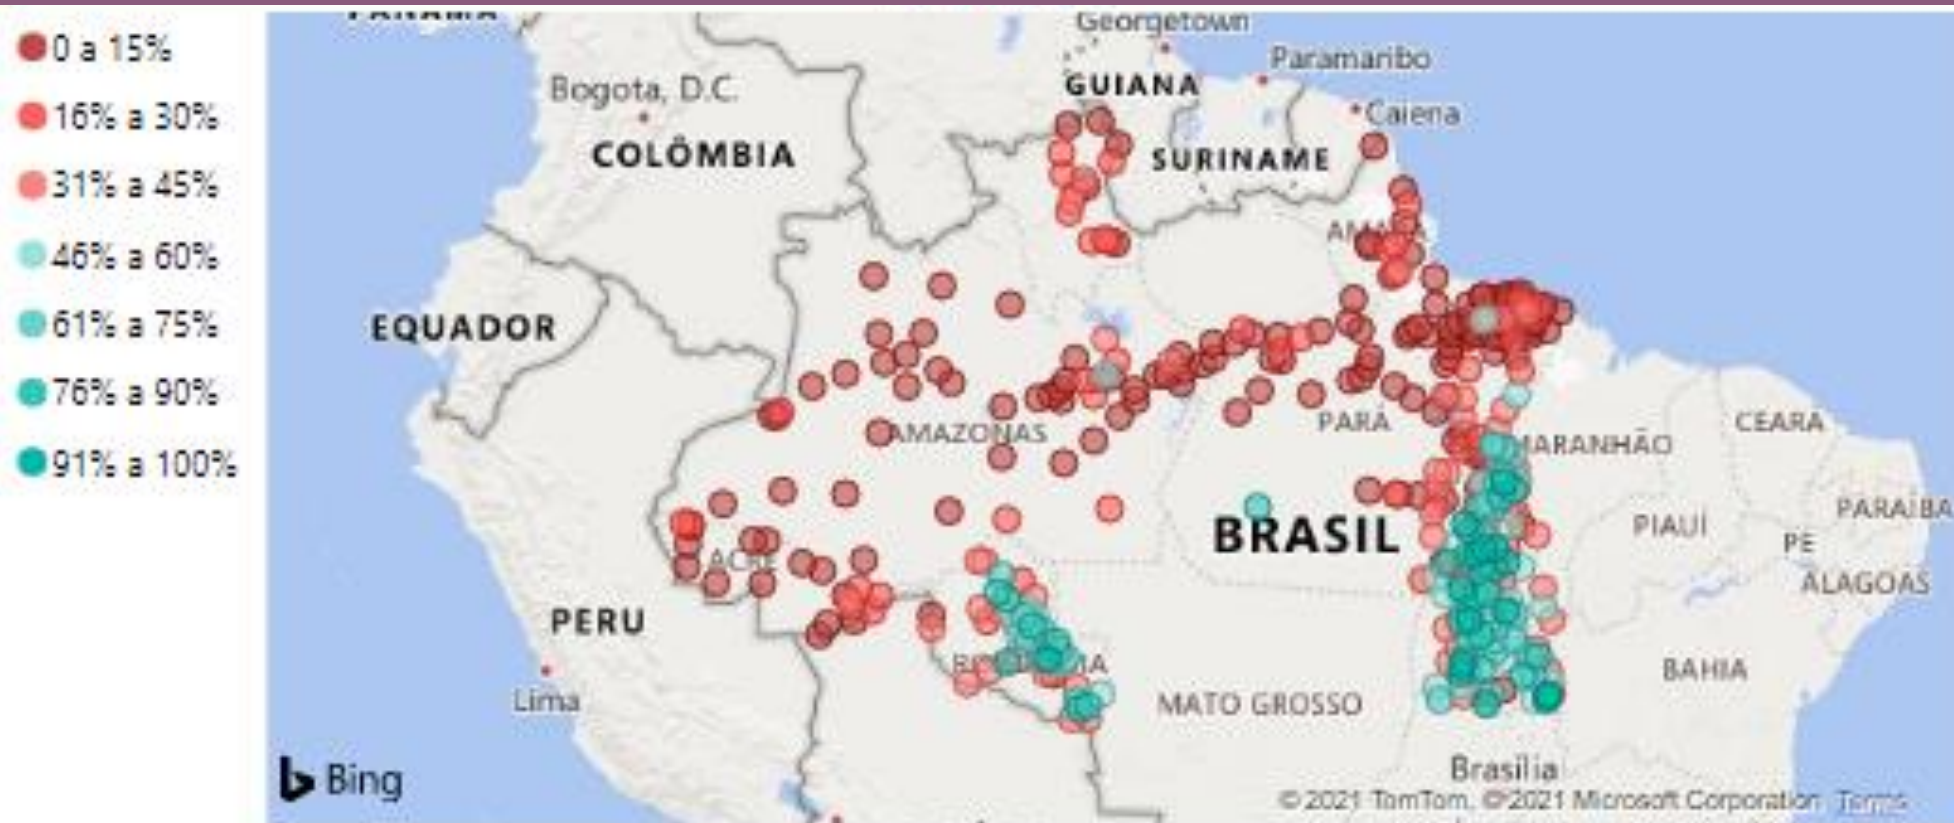 0 a 15%
16% a 30%
31% a 45%
46% a 60%
61% a 75%
76% a 90%
91% a 100%
PANAMÁ
Georgetown
Paramaribo
Bogota, D.C.
GUIANA
Caiena
COLÔMBIA
SURINAME
EQUADOR
AMAZONAS
PARÁ
CEARA
MARANHÃO
PARAÍBA
PIAUÍ
BRASIL
PE
ACRE
ALAGOAS
PERU
BAHIA
Lima
MATO GROSSO
Brasília
Bing
© 2021 TomTom, © 2021 Microsoft Corporation Terms